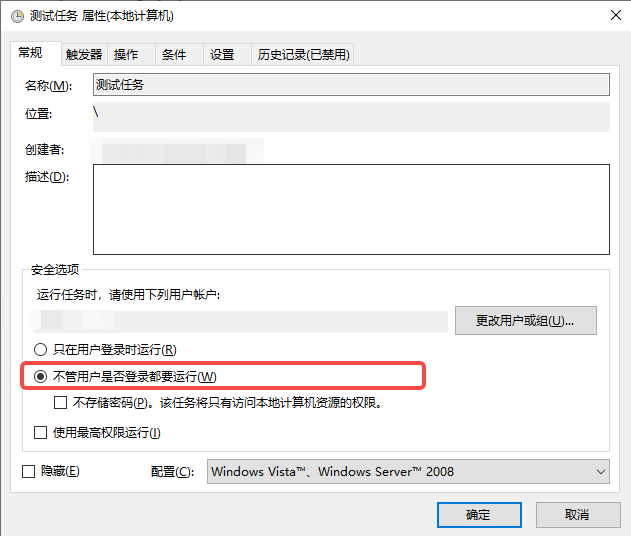 测试任务 属性(本地计算机)
常规 触发器 操作 条件 设置 历史记录(已禁用)
名称(M): 测试任务
位置: \
创建者:
描述(D):
安全选项
运行任务时，请使用下列用户帐户:
更改用户或组(U)...
只在用户登录时运行(R)
不管用户是否登录都要运行(W)
不存储密码(P)。该任务将只有访问本地计算机资源的权限。
使用最高权限运行(I)
隐藏(E) 配置(C): Windows Vista™、Windows Server™ 2008
确定 取消